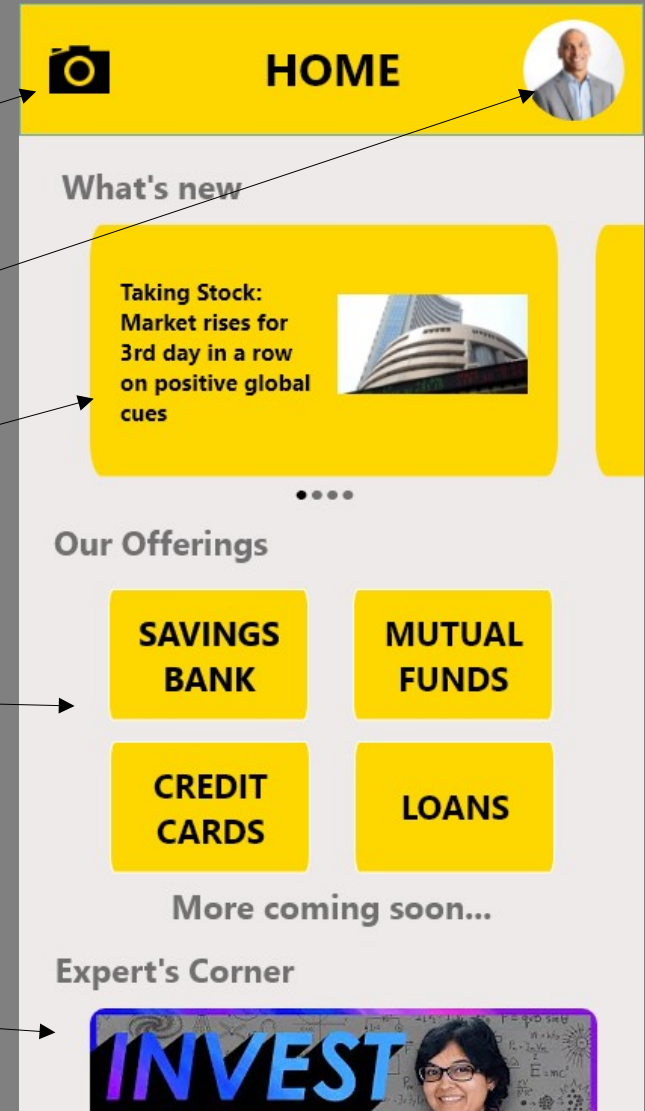 HOME
What's new
Taking Stock:
Market rises for
3rd day in a row
on positive global
cues
Our Offerings
SAVINGS
BANK
MUTUAL
FUNDS
CREDIT
CARDS
LOANS
More coming soon...
Expert's Corner
INVEST
E=mc²